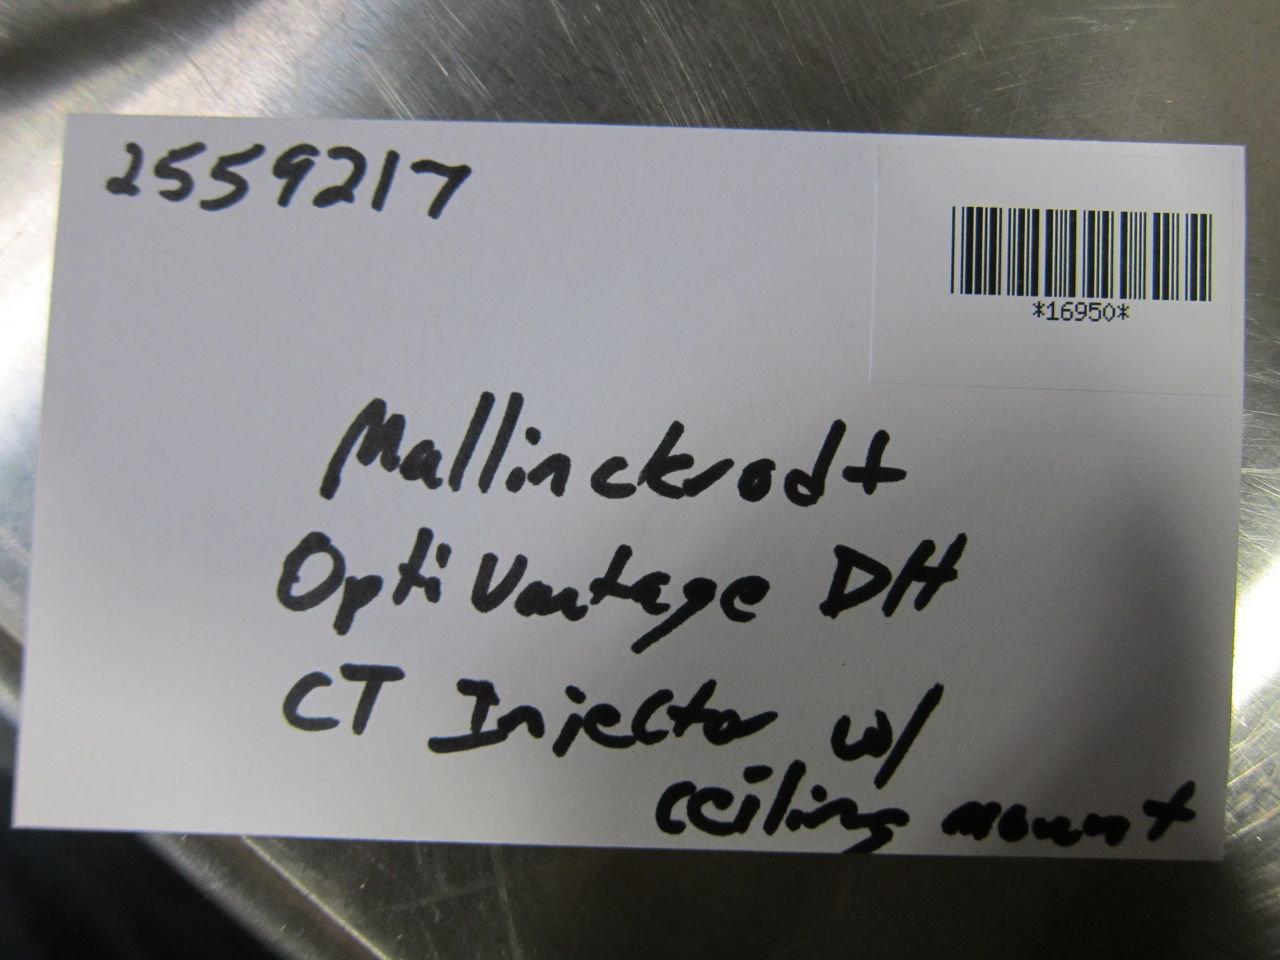 2559217
*16950*
Mallinckrodt
OptiVantage DH
CT Injector w/
ceiling mount